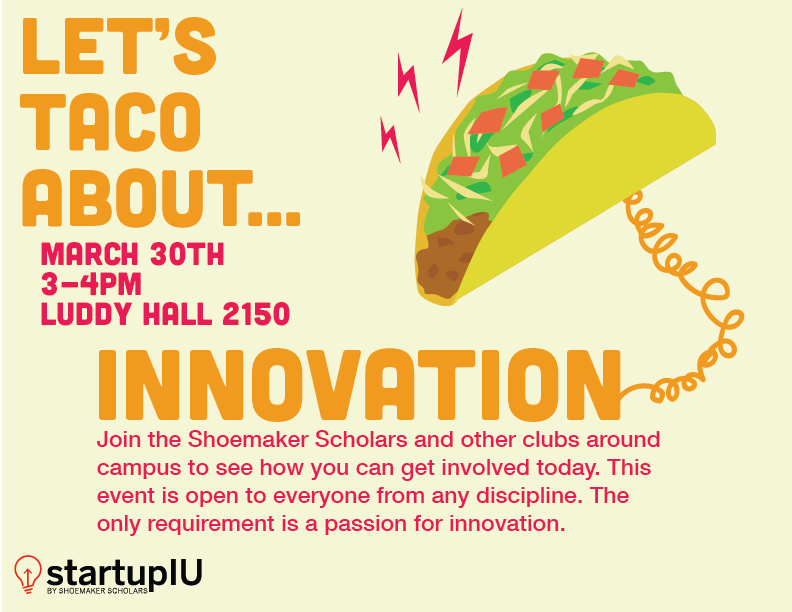 LET'S
TACO
ABOUT...
MARCH 30TH
3-4PM
LUDDY HALL 2150
INNOVATION
Join the Shoemaker Scholars and other clubs around
campus to see how you can get involved today. This
event is open to everyone from any discipline. The
only requirement is a passion for innovation.
startupIU
BY SHOEMAKER SCHOLARS